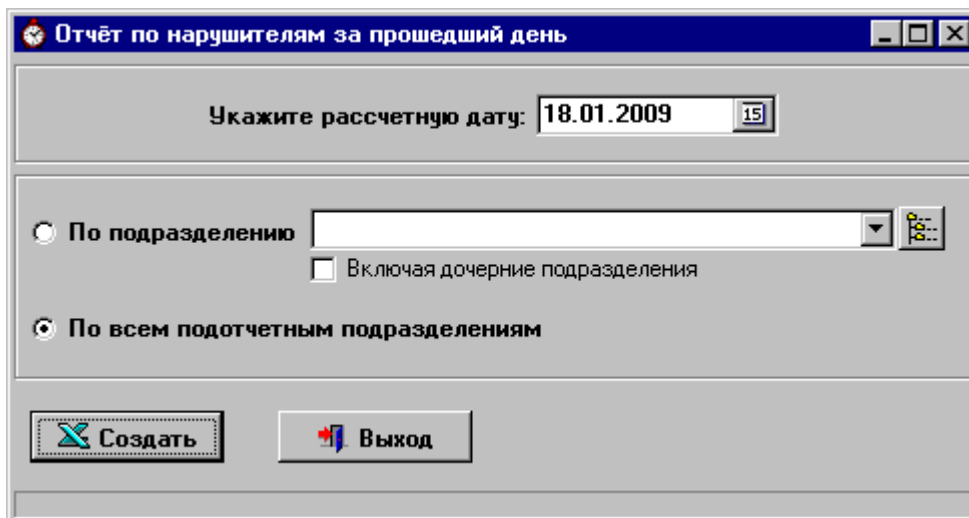 Отчёт по нарушителям за прошедший день
Укажите рассчетную дату: 18.01.2009 15
По подразделению
Включая дочерние подразделения
По всем подотчетным подразделениям
Создать Выход